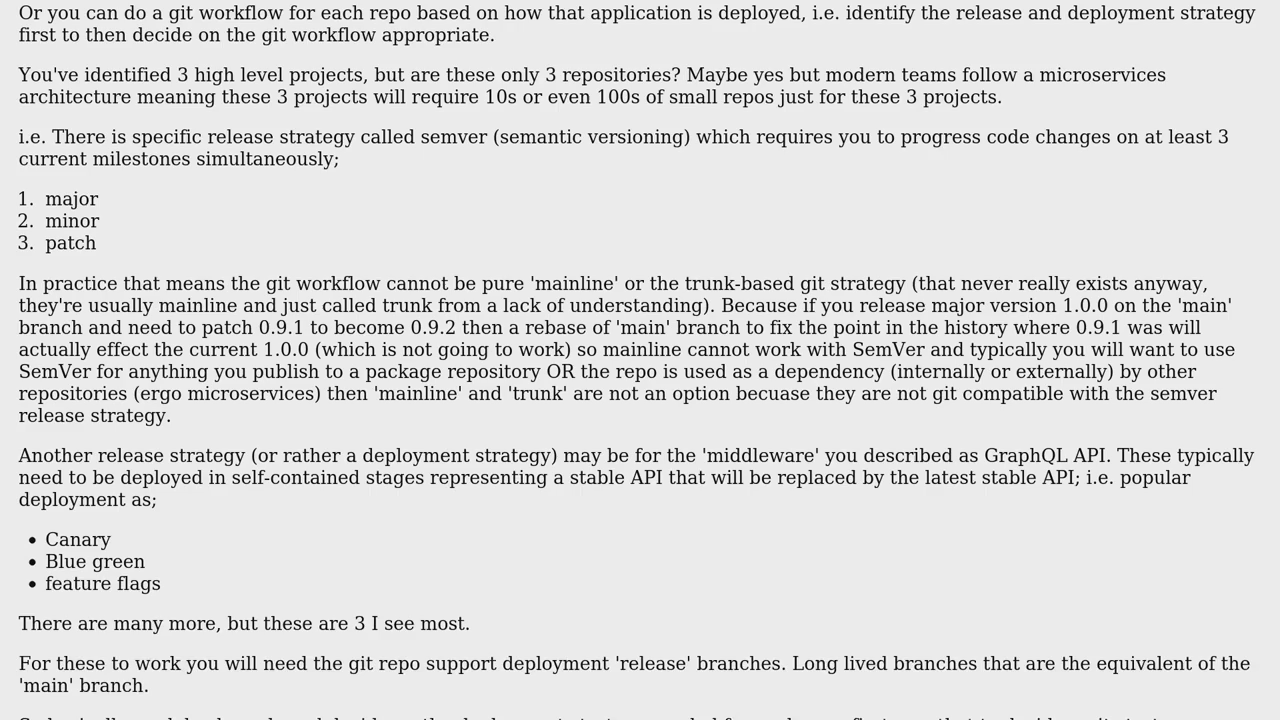 Or you can do a git workflow for each repo based on how that application is deployed, i.e. identify the release and deployment strategy
first to then decide on the git workflow appropriate.
You've identified 3 high level projects, but are these only 3 repositories? Maybe yes but modern teams follow a microservices
architecture meaning these 3 projects will require 10s or even 100s of small repos just for these 3 projects.
i.e. There is specific release strategy called semver (semantic versioning) which requires you to progress code changes on at least 3
current milestones simultaneously;
1. major
2. minor
3. patch
In practice that means the git workflow cannot be pure 'mainline' or the trunk-based git strategy (that never really exists anyway,
they're usually mainline and just called trunk from a lack of understanding). Because if you release major version 1.0.0 on the 'main'
branch and need to patch 0.9.1 to become 0.9.2 then a rebase of 'main' branch to fix the point in the history where 0.9.1 was will
actually effect the current 1.0.0 (which is not going to work) so mainline cannot work with SemVer and typically you will want to use
SemVer for anything you publish to a package repository OR the repo is used as a dependency (internally or externally) by other
repositories (ergo microservices) then 'mainline' and 'trunk' are not an option becuase they are not git compatible with the semver
release strategy.
Another release strategy (or rather a deployment strategy) may be for the 'middleware' you described as GraphQL API. These typically
need to be deployed in self-contained stages representing a stable API that will be replaced by the latest stable API; i.e. popular
deployment as;
• Canary
• Blue green
• feature flags
There are many more, but these are 3 I see most.
For these to work you will need the git repo support deployment 'release' branches. Long lived branches that are the equivalent of the
'main' branch.